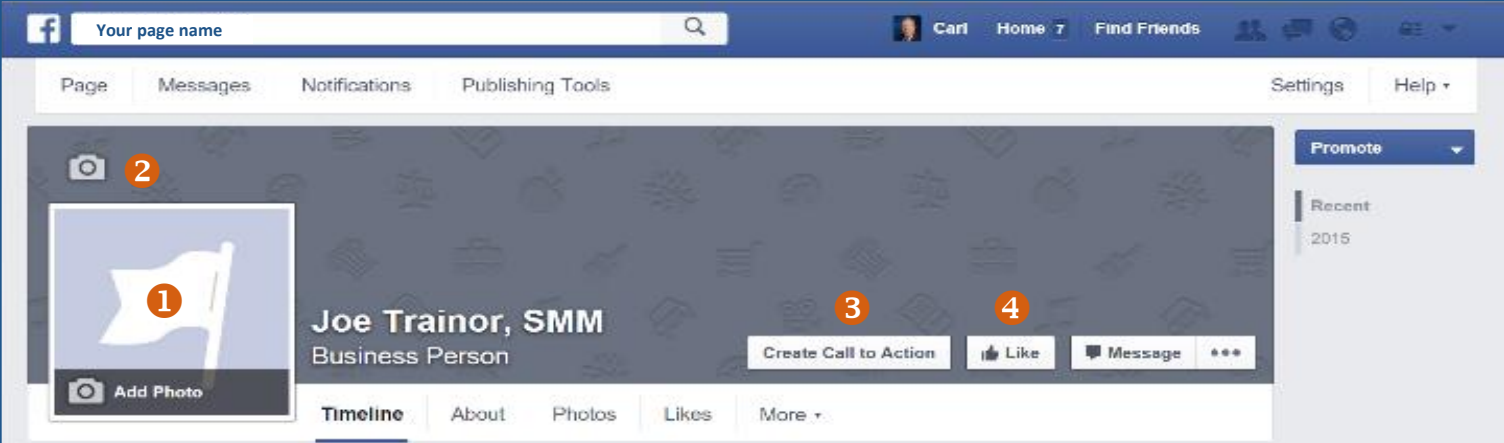 f Your page name Carl Home 7 Find Friends
Page Messages Notifications Publishing Tools Settings Help
2 Promote
Recent
2015
1 3 4
Joe Trainor, SMM
Business Person Create Call to Action Like Message •••
Add Photo
Timeline About Photos Likes More